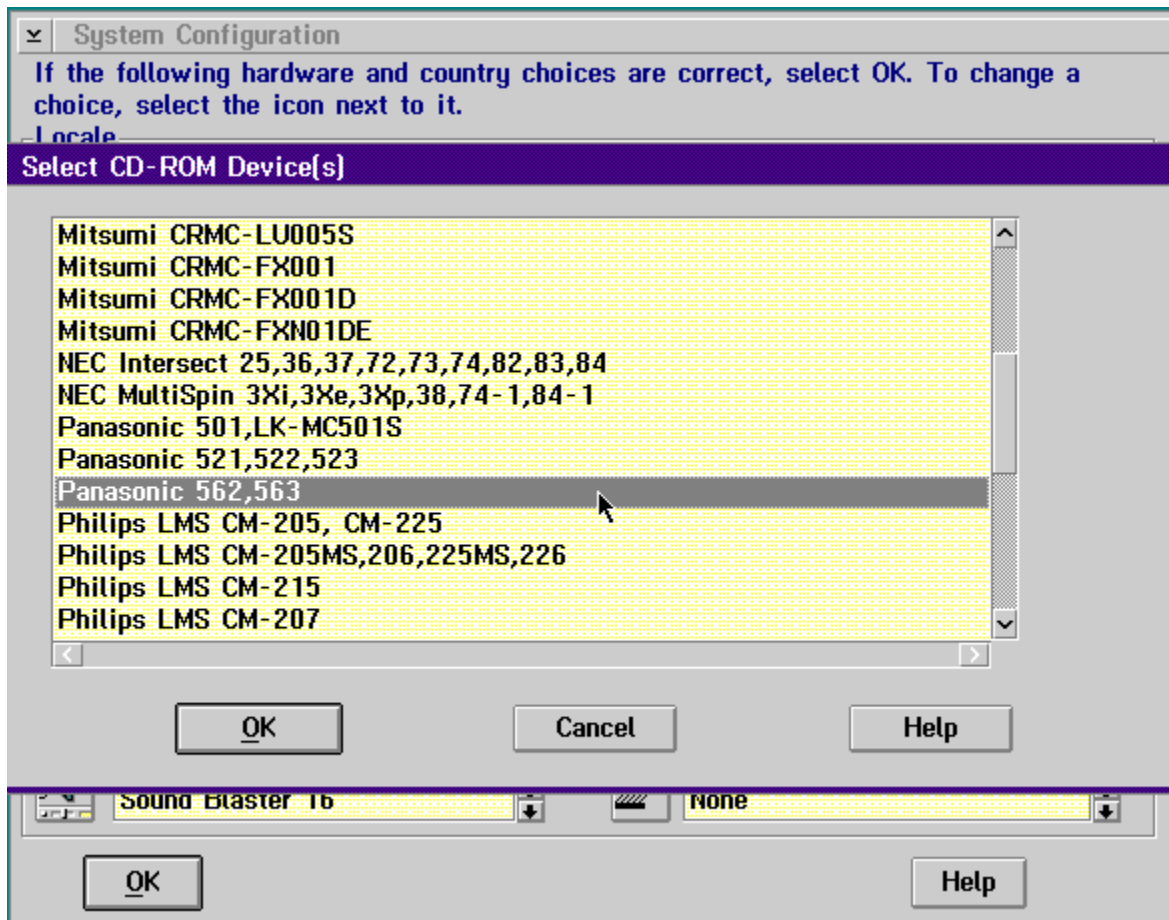 System Configuration
If the following hardware and country choices are correct, select OK. To change a
choice, select the icon next to it.
Locale
Select CD-ROM Device(s)
Mitsumi CRMC-LU005S
Mitsumi CRMC-FX001
Mitsumi CRMC-FX001D
Mitsumi CRMC-FXN01DE
NEC Intersect 25,36,37,72,73,74,82,83,84
NEC MultiSpin 3Xi,3Xe,3Xp,38,74-1,84-1
Panasonic 501,LK-MC501S
Panasonic 521,522,523
Panasonic 562,563
Philips LMS CM-205, CM-225
Philips LMS CM-205MS,206,225MS,226
Philips LMS CM-215
Philips LMS CM-207
OK Cancel Help
Sound Blaster 16 None
OK Help